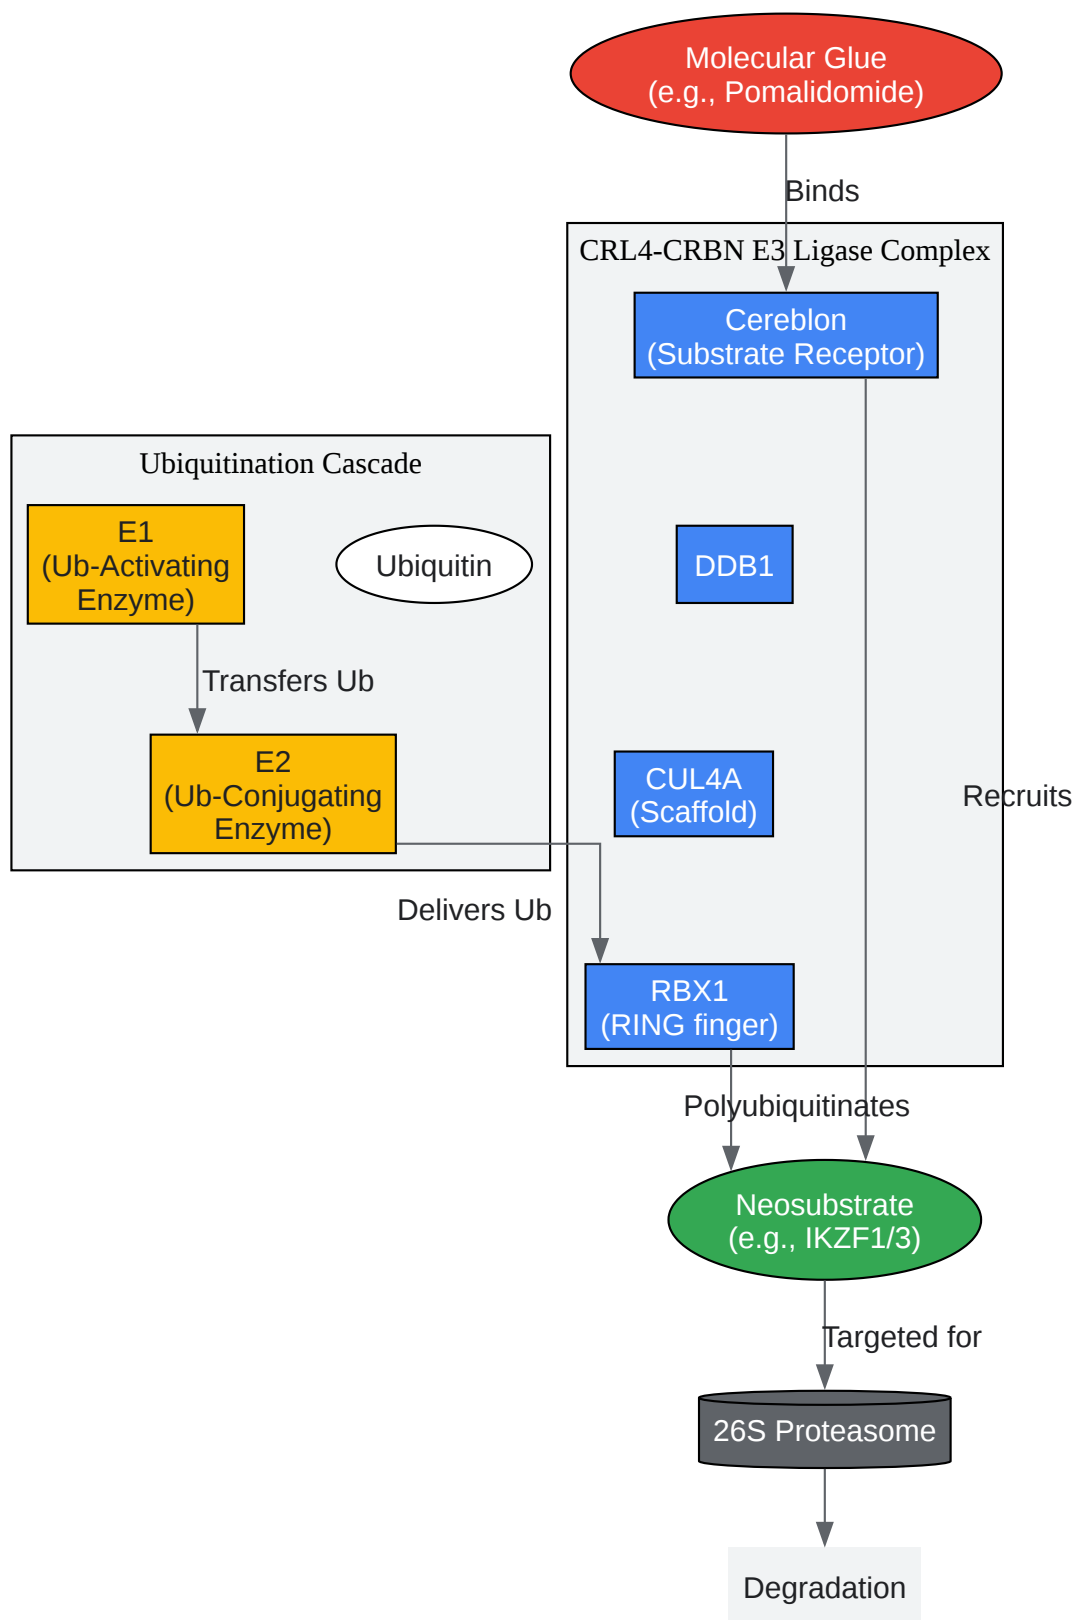 Molecular Glue
(e.g., Pomalidomide)
Binds
CRL4-CRBN E3 Ligase Complex
Cereblon
(Substrate Receptor)
Ubiquitination Cascade
E1
(Ub-Activating
Enzyme)
Ubiquitin
DDB1
Transfers Ub
E2
(Ub-Conjugating
Enzyme)
CUL4A
(Scaffold)
Recruits
Delivers Ub
RBX1
(RING finger)
Polyubiquitinates
Neosubstrate
(e.g., IKZF1/3)
Targeted for
26S Proteasome
Degradation